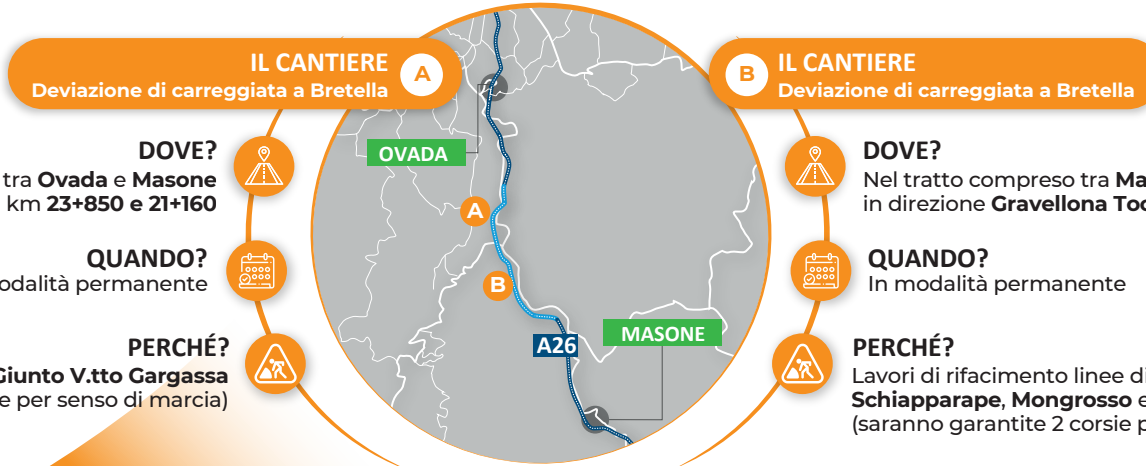 IL CANTIERE
Deviazione di carreggiata a Bretella
A
DOVE?
tra Ovada e Masone
km 23+850 e 21+160
QUANDO?
odalità permanente
PERCHÉ?
Giunto V.tto Gargassa
e per senso di marcia)
OVADA
A
B
A26
MASONE
B
IL CANTIERE
Deviazione di carreggiata a Bretella
DOVE?
Nel tratto compreso tra Ma
in direzione Gravellona Toc
QUANDO?
In modalità permanente
PERCHÉ?
Lavori di rifacimento linee di
Schiapparape, Mongrosso e
(saranno garantite 2 corsie p